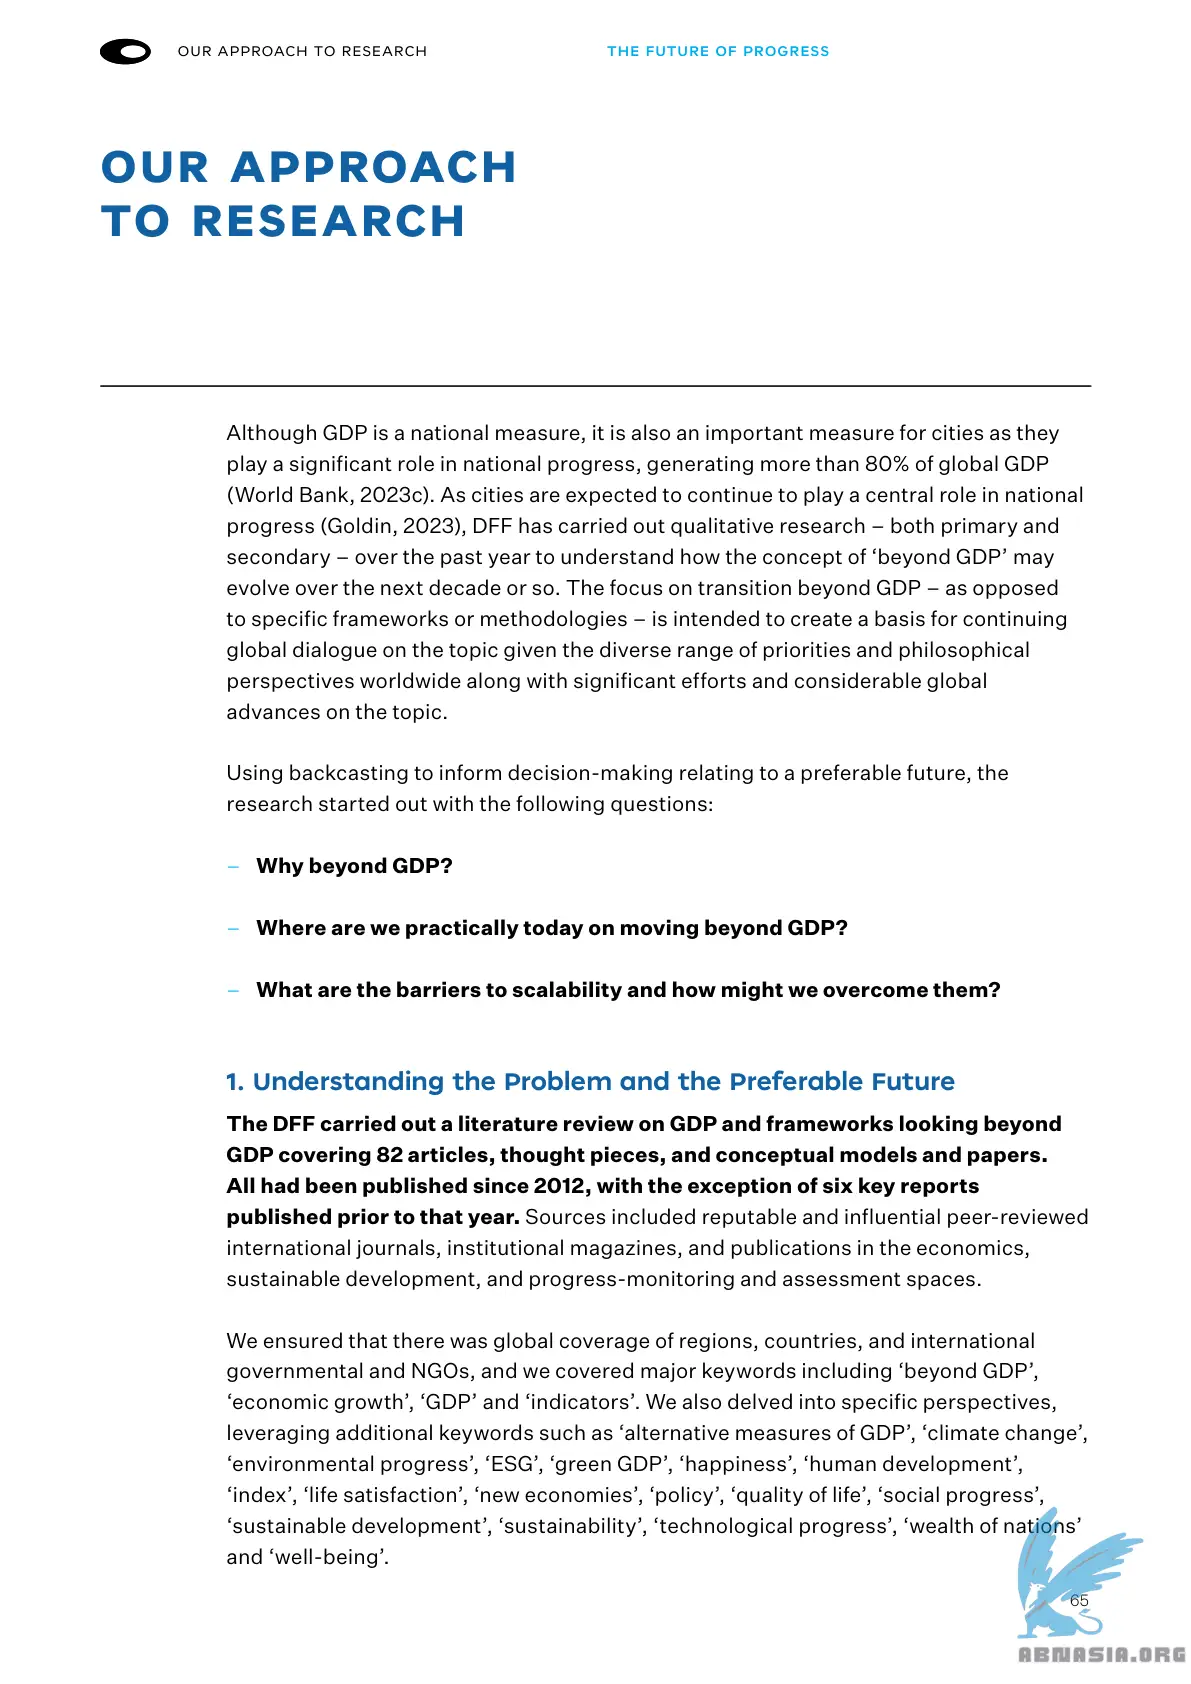 OUR APPROACH TO RESEARCH
THE FUTURE OF PROGRESS
OUR APPROACH
TO RESEARCH
Although GDP is a national measure, it is also an important measure for cities as they
play a significant role in national progress, generating more than 80% of global GDP
(World Bank, 2023c). As cities are expected to continue to play a central role in national
progress (Goldin, 2023), DFF has carried out qualitative research – both primary and
secondary – over the past year to understand how the concept of ‘beyond GDP’ may
evolve over the next decade or so. The focus on transition beyond GDP – as opposed
to specific frameworks or methodologies – is intended to create a basis for continuing
global dialogue on the topic given the diverse range of priorities and philosophical
perspectives worldwide along with significant efforts and considerable global
advances on the topic.
Using backcasting to inform decision-making relating to a preferable future, the
research started out with the following questions:
– Why beyond GDP?
– Where are we practically today on moving beyond GDP?
– What are the barriers to scalability and how might we overcome them?
1. Understanding the Problem and the Preferable Future
The DFF carried out a literature review on GDP and frameworks looking beyond
GDP covering 82 articles, thought pieces, and conceptual models and papers.
All had been published since 2012, with the exception of six key reports
published prior to that year. Sources included reputable and influential peer-reviewed
international journals, institutional magazines, and publications in the economics,
sustainable development, and progress-monitoring and assessment spaces.
We ensured that there was global coverage of regions, countries, and international
governmental and NGOs, and we covered major keywords including ‘beyond GDP’,
‘economic growth’, ‘GDP’ and ‘indicators’. We also delved into specific perspectives,
leveraging additional keywords such as ‘alternative measures of GDP’, ‘climate change’,
‘environmental progress’, ‘ESG’, ‘green GDP’, ‘happiness’, ‘human development’,
‘index’, ‘life satisfaction’, ‘new economies’, ‘policy’, ‘quality of life’, ‘social progress’,
‘sustainable development’, ‘sustainability’, ‘technological progress’, ‘wealth of nations’
and ‘well-being’.
65
ABNASIA.ORG